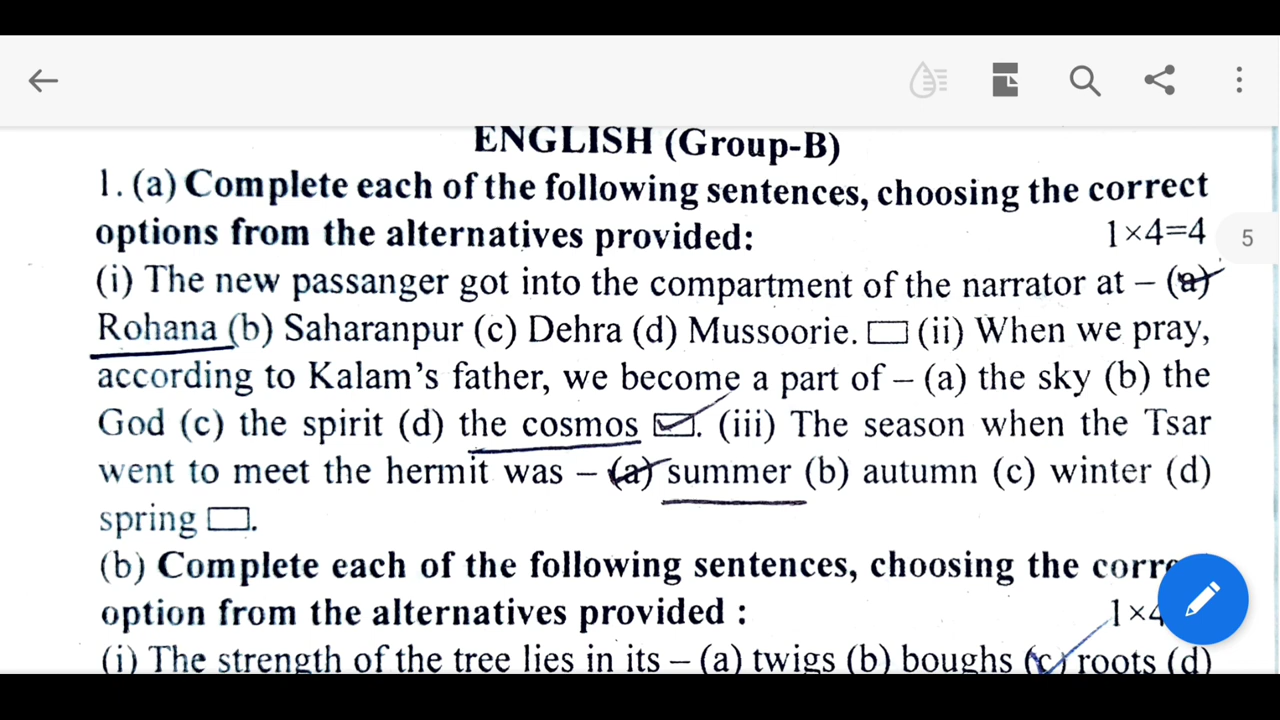 ENGLISH (Group-B)
1. (a) Complete each of the following sentences, choosing the correct
options from the alternatives provided: 1×4=4
5
(i) The new passanger got into the compartment of the narrator at – (a)
Rohana (b) Saharanpur (c) Dehra (d) Mussoorie. (ii) When we pray,
according to Kalam's father, we become a part of – (a) the sky (b) the
God (c) the spirit (d) the cosmos. (iii) The season when the Tsar
went to meet the hermit was – (a) summer (b) autumn (c) winter (d)
spring.
(b) Complete each of the following sentences, choosing the
option from the alternatives provided :
(i) The strength of the tree lies in its – (a) twigs (b) boughs (c) roots (d)